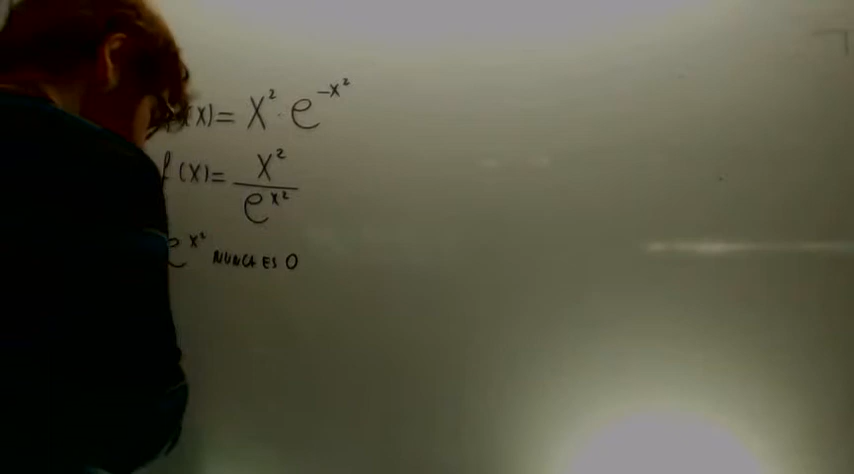 (x) = x² · e^{-x²}
f(x) = x² / e^{x²}
e^{x²} NUNCA ES 0